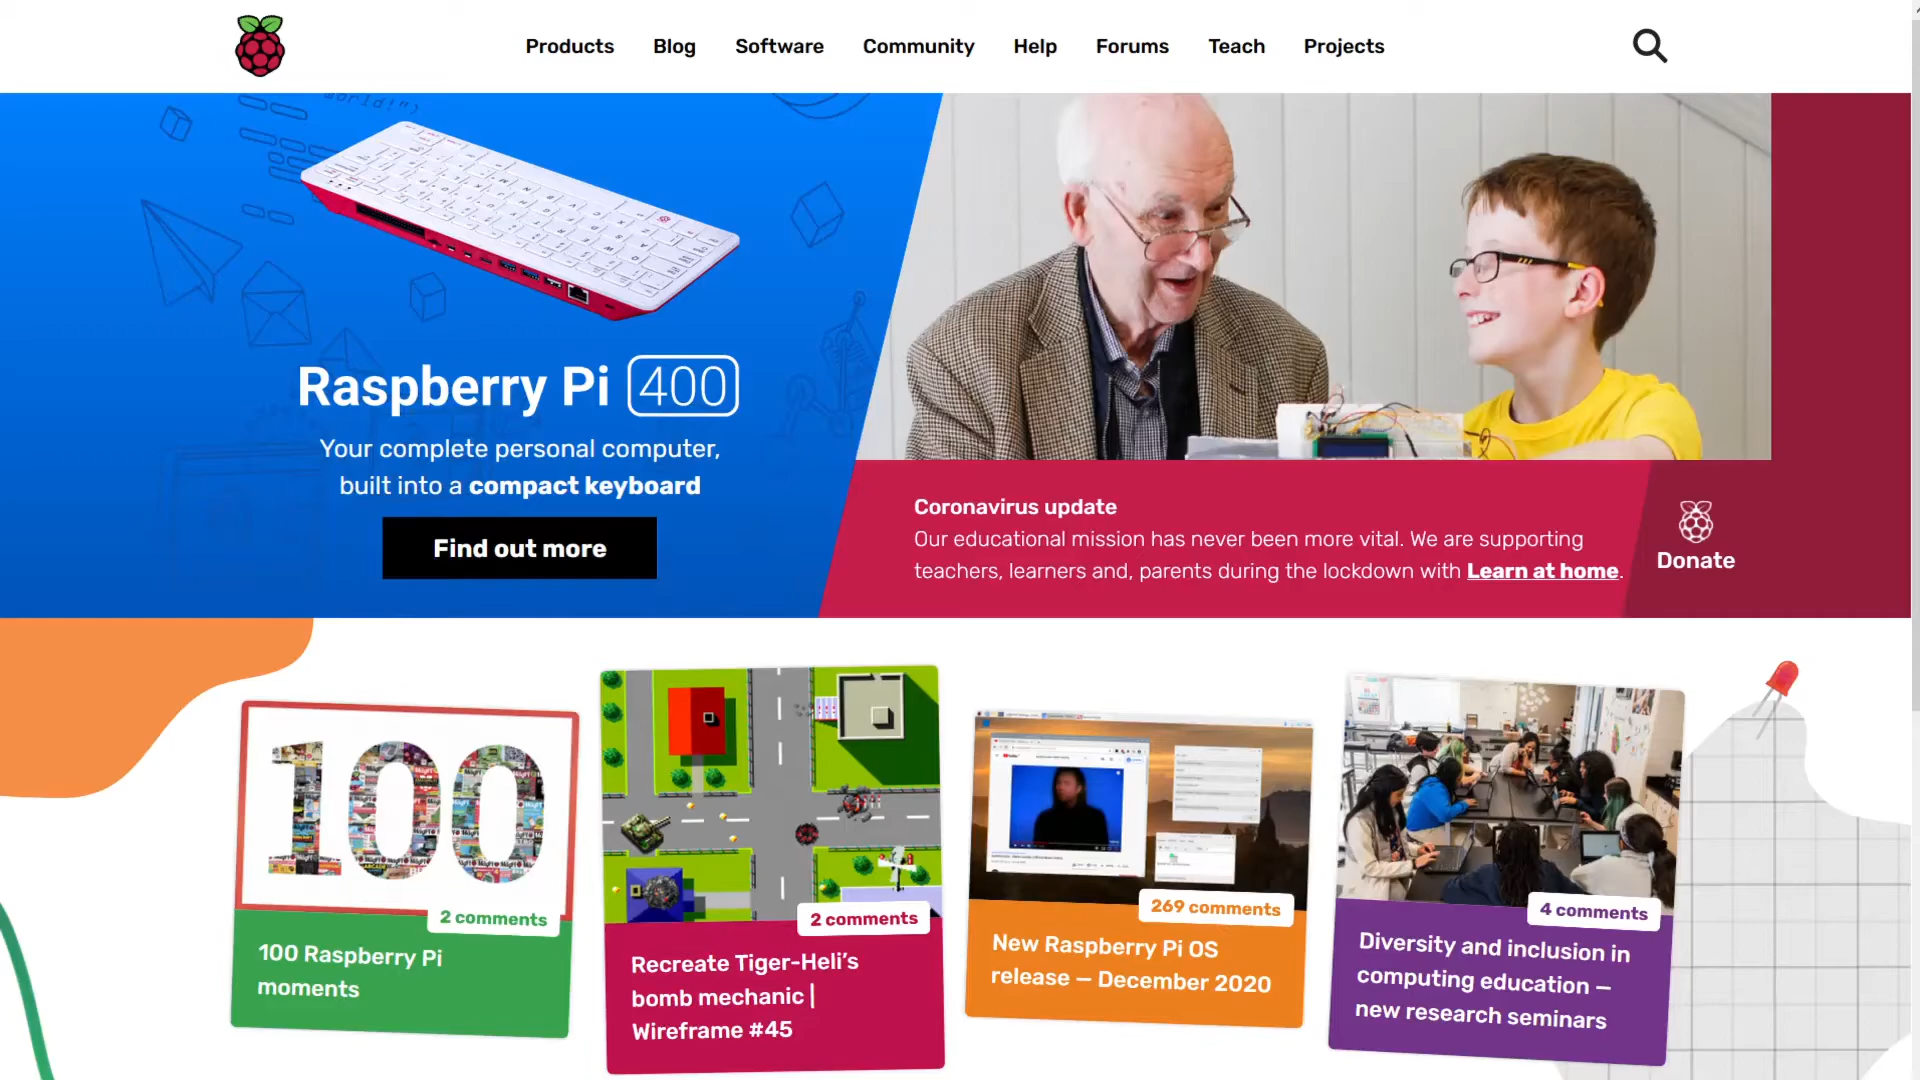 Products Blog Software Community Help Forums Teach Projects
world!")
Raspberry Pi 400
Your complete personal computer,
built into a compact keyboard
Find out more
Coronavirus update
Our educational mission has never been more vital. We are supporting
teachers, learners and, parents during the lockdown with Learn at home.
Donate
100
2 comments
100 Raspberry Pi
moments
2 comments
Recreate Tiger-Heli's
bomb mechanic |
Wireframe #45
269 comments
New Raspberry Pi OS
release — December 2020
4 comments
Diversity and inclusion in
computing education —
new research seminars